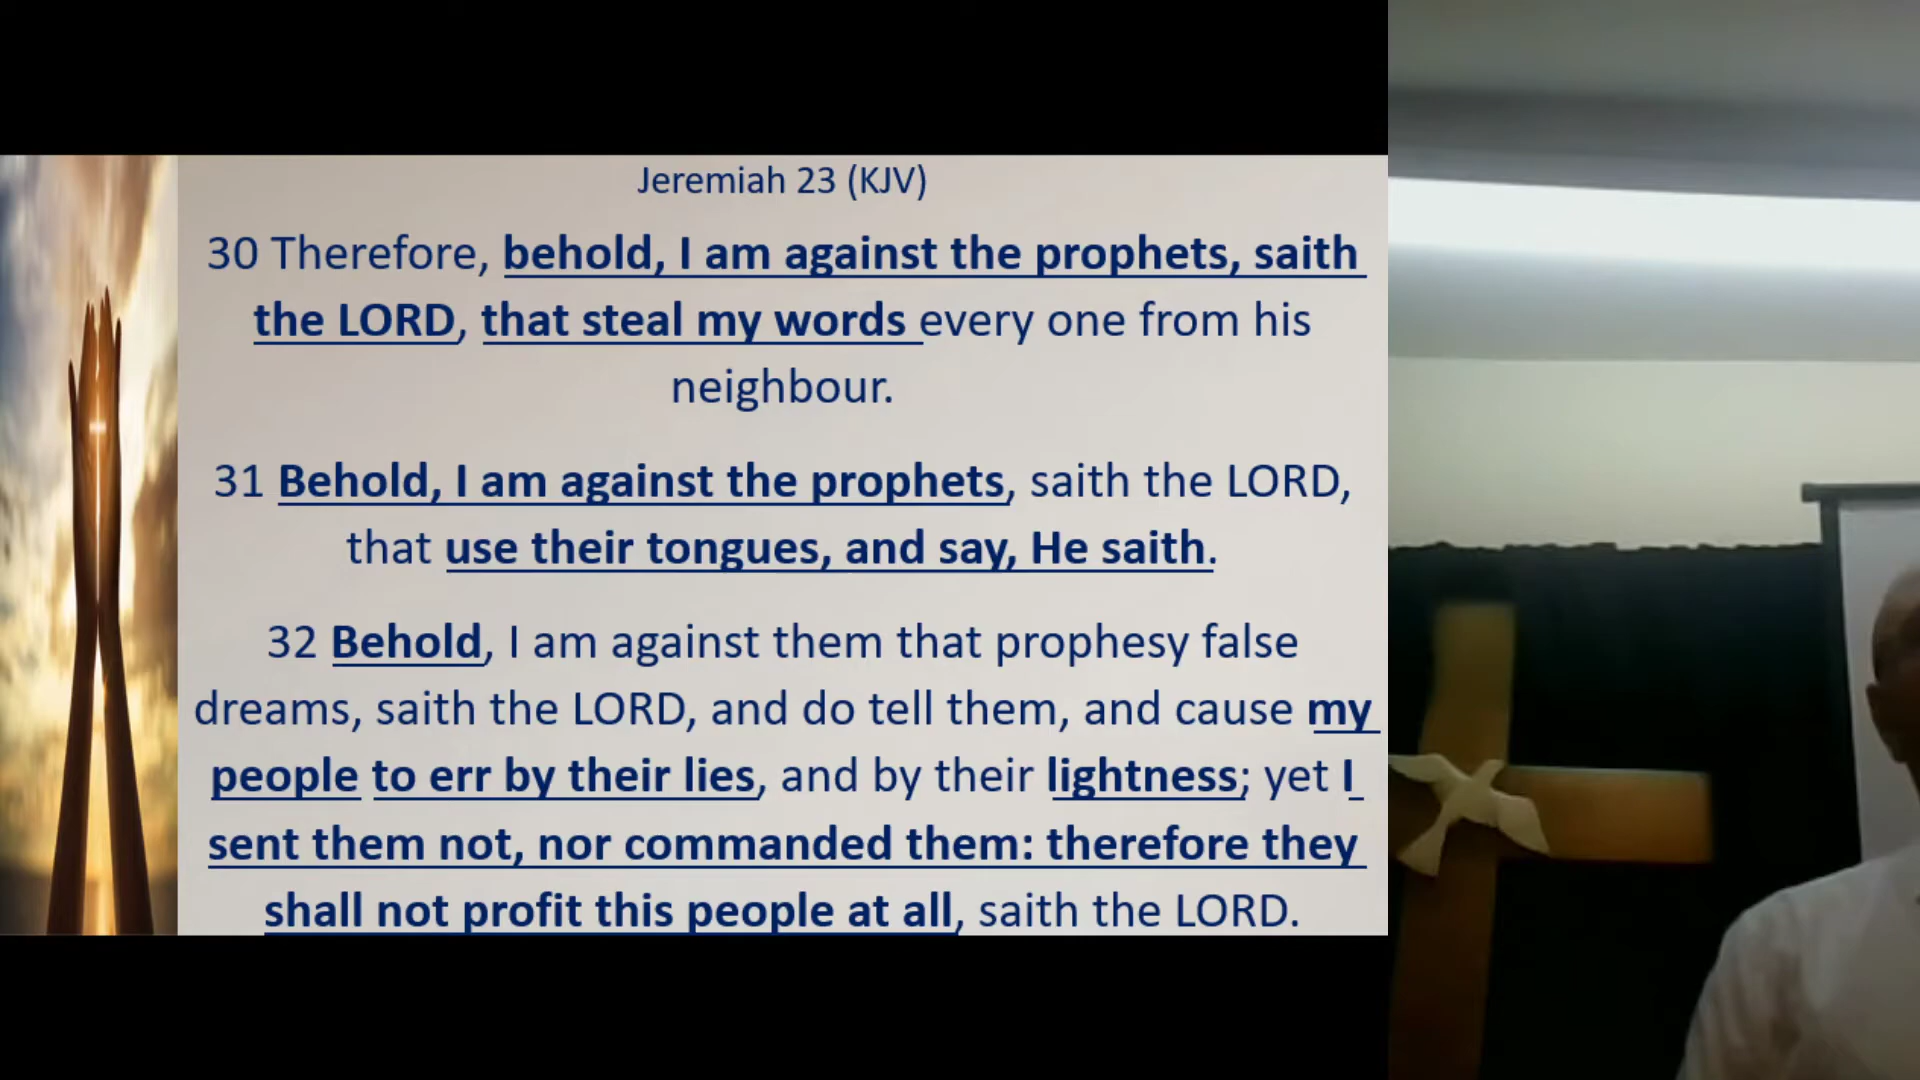 Jeremiah 23 (KJV)
30 Therefore, behold, I am against the prophets, saith
the LORD, that steal my words every one from his
neighbour.
31 Behold, I am against the prophets, saith the LORD,
that use their tongues, and say, He saith.
32 Behold, I am against them that prophesy false
dreams, saith the LORD, and do tell them, and cause my
people to err by their lies, and by their lightness; yet I
sent them not, nor commanded them: therefore they
shall not profit this people at all, saith the LORD.